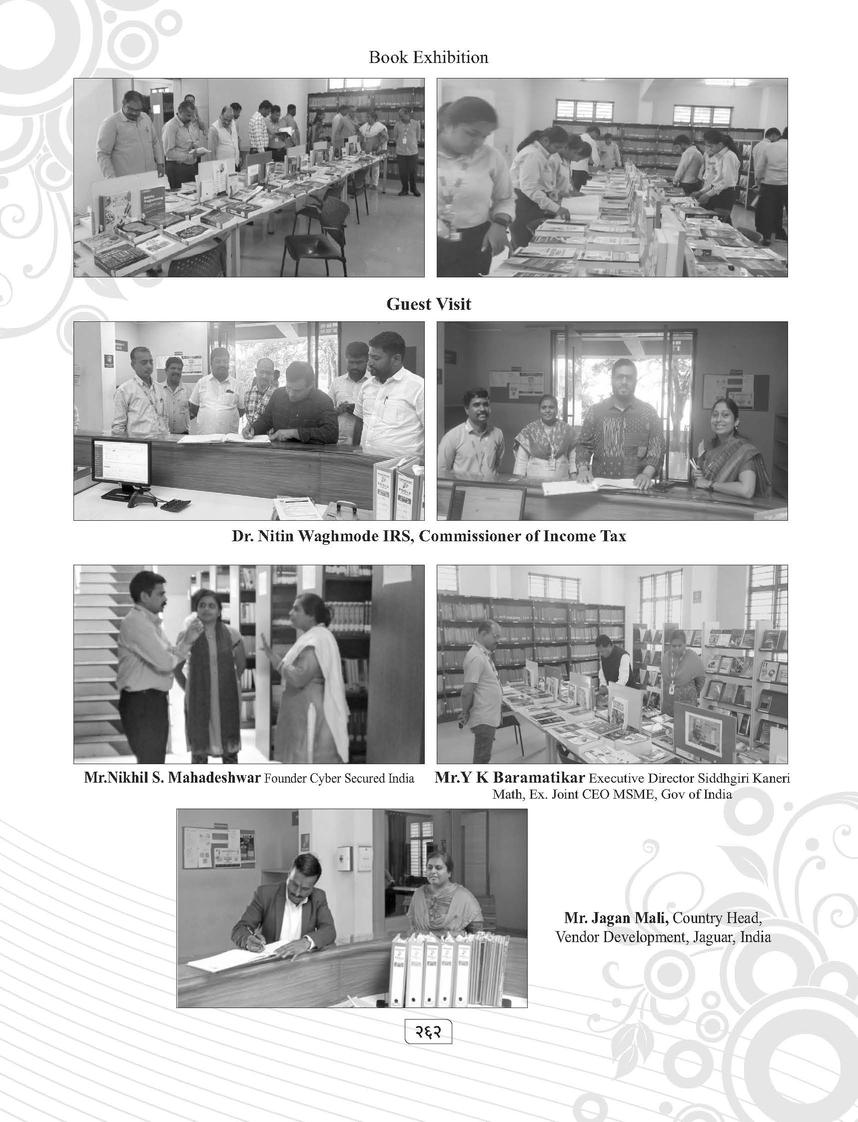 Book Exhibition
Guest Visit
Dr. Nitin Waghmode IRS, Commissioner of Income Tax
Mr.Nikhil S. Mahadeshwar Founder Cyber Secured India
Mr.Y K Baramatikar Executive Director Siddhgiri Kaneri
Math, Ex. Joint CEO MSME, Gov of India
Mr. Jagan Mali, Country Head,
Vendor Development, Jaguar, India
२६२